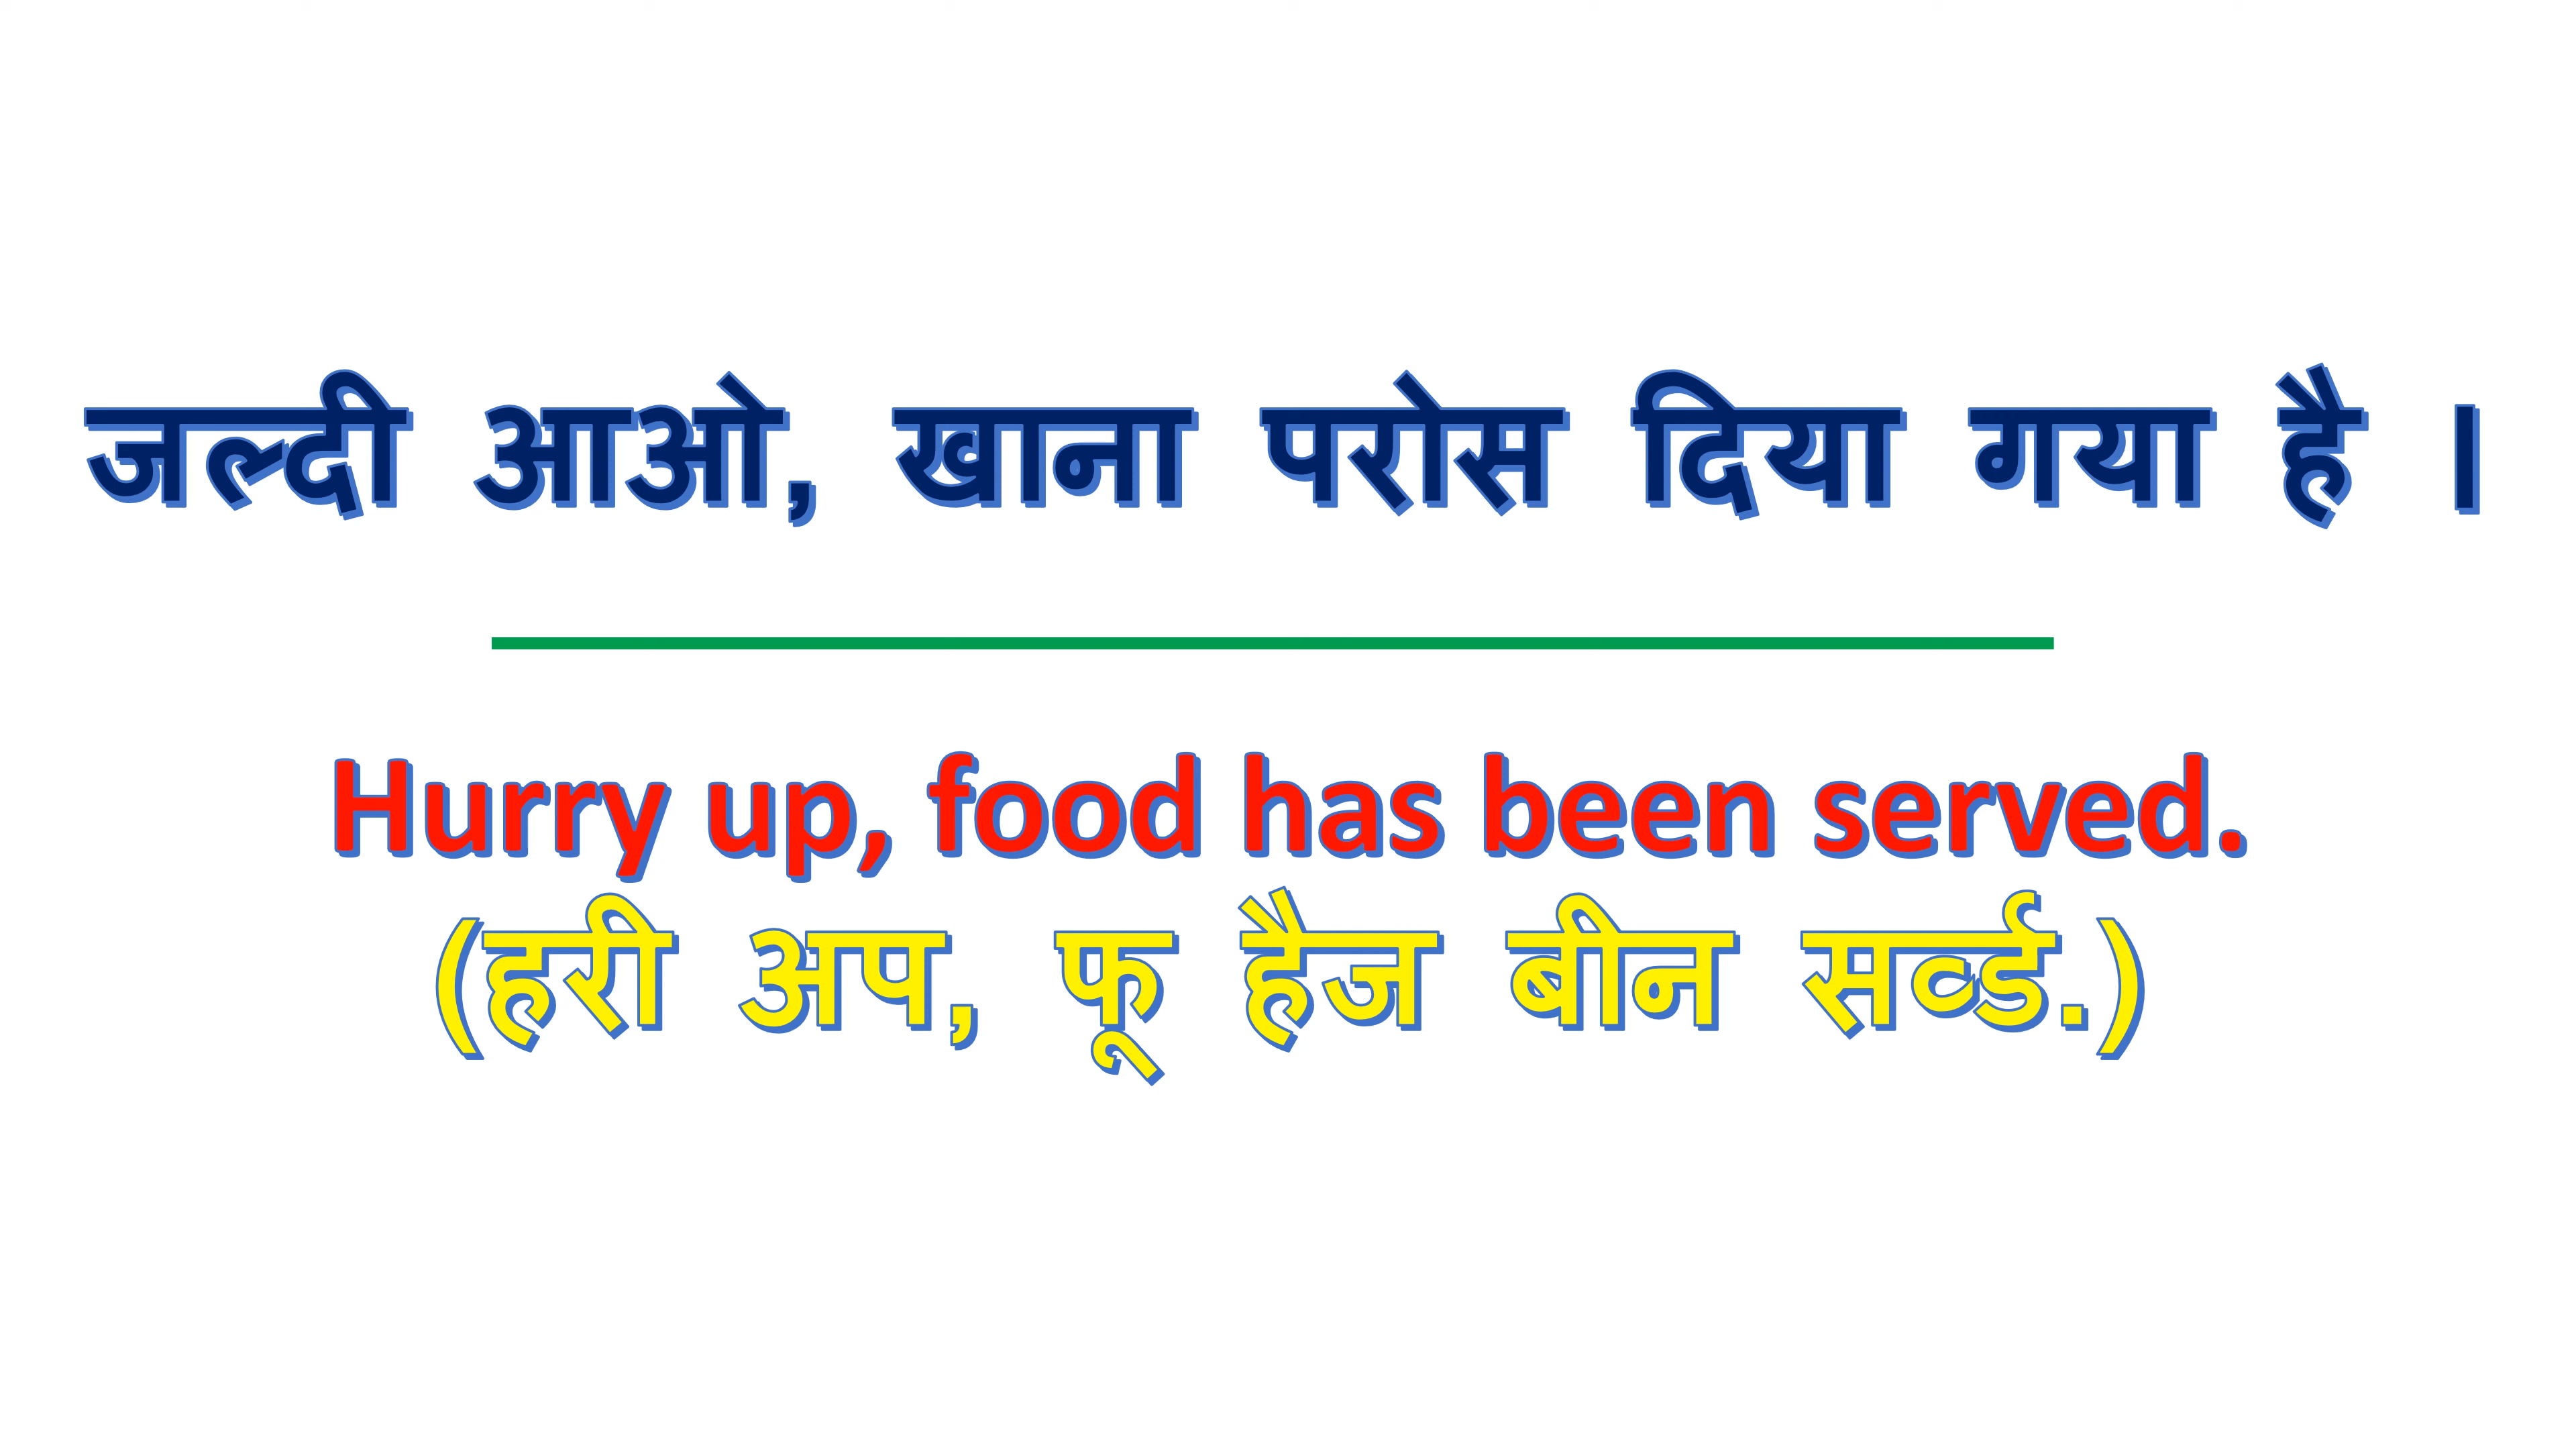 जल्दी आओ, खाना परोस दिया गया है ।
Hurry up, food has been served.
(हरी अप, फू हैज बीन सर्व्ड.)